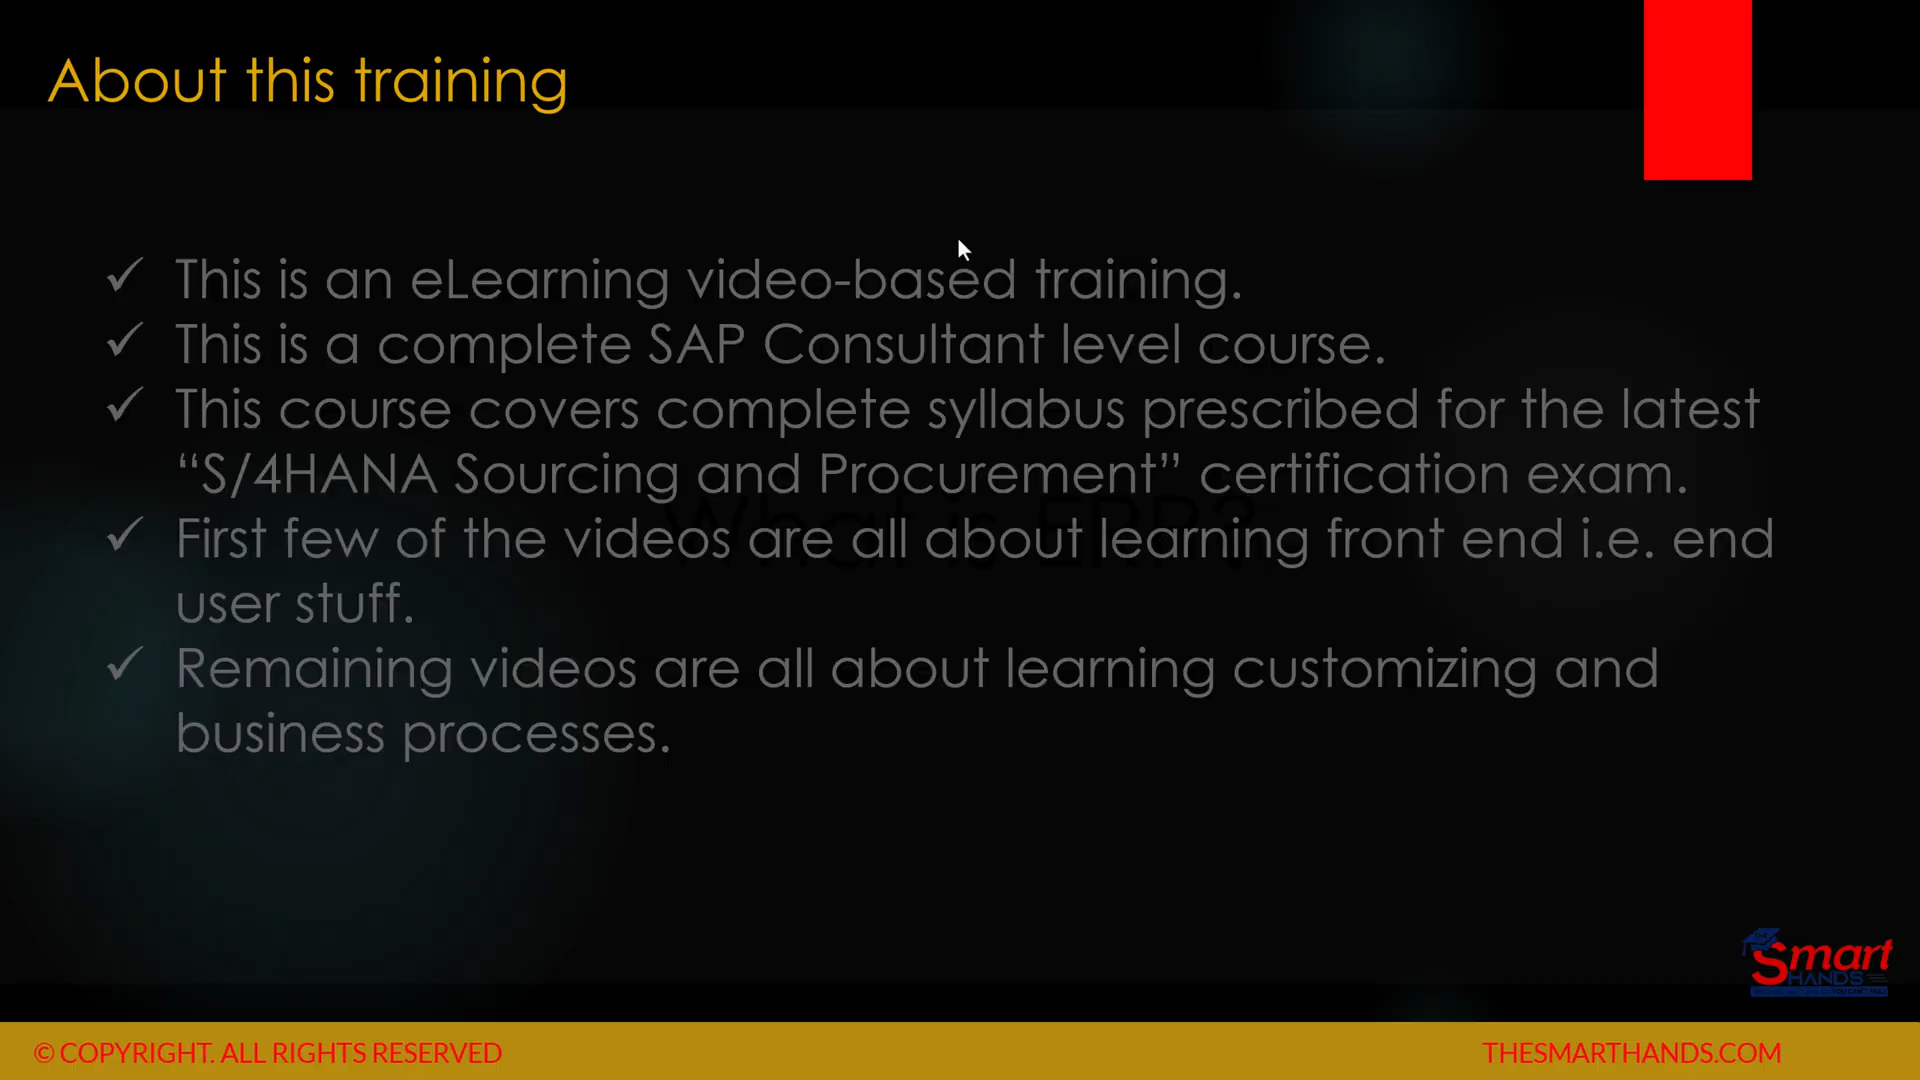 About this training
✓ This is an eLearning video-based training.
✓ This is a complete SAP Consultant level course.
✓ This course covers complete syllabus prescribed for the latest
“S/4HANA Sourcing and Procurement” certification exam.
What is ERP?
✓ First few of the videos are all about learning front end i.e. end
user stuff.
✓ Remaining videos are all about learning customizing and
business processes.
Smart
HANDS
© COPYRIGHT. ALL RIGHTS RESERVED
THESMARTHANDS.COM